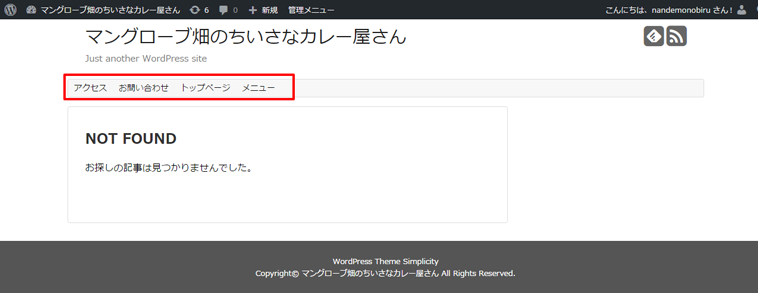 マングローブ畑のちいさなカレー屋さん 6 0 新規 管理メニュー こんにちは、nandemonobiru さん !
マングローブ畑のちいさなカレー屋さん
Just another WordPress site
アクセス お問い合わせ トップページ メニュー
NOT FOUND
お探しの記事は見つかりませんでした。
WordPress Theme Simplicity
Copyright© マングローブ畑のちいさなカレー屋さん All Rights Reserved.